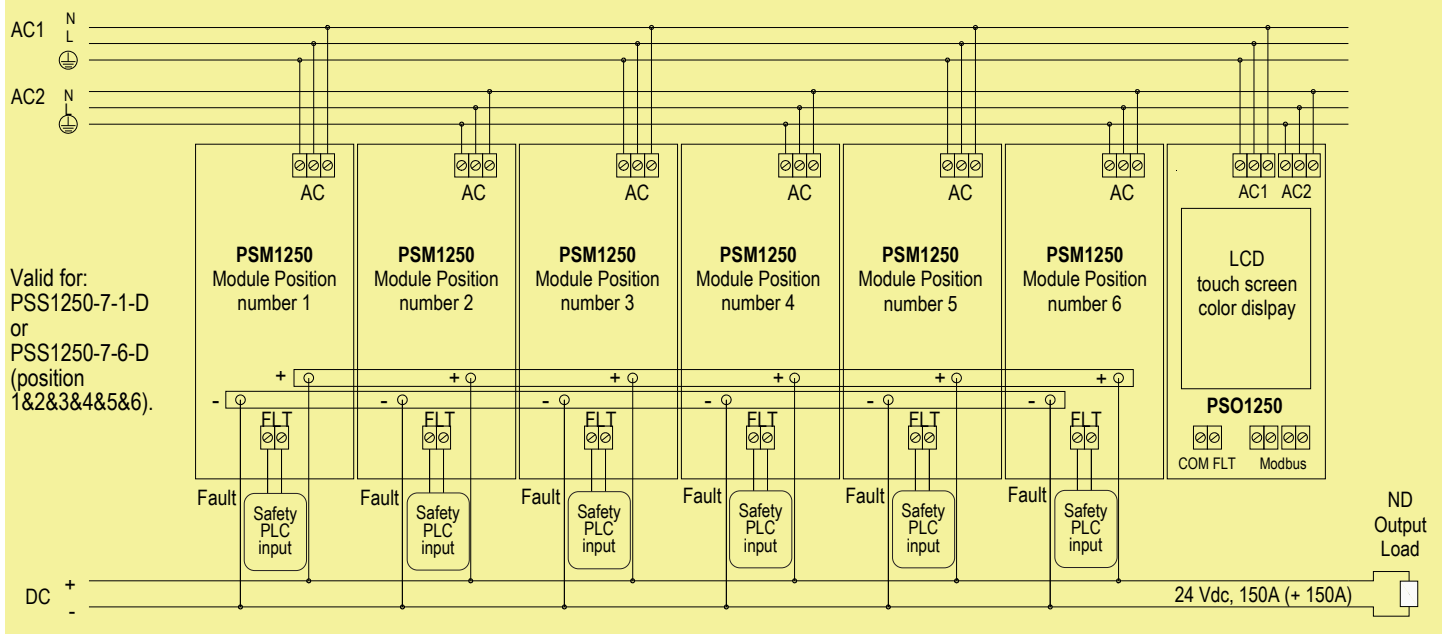 AC1 N
L
AC2 N
L
AC
AC
AC
AC
AC
AC
AC1 AC2
PSM1250
Module Position
number 1
PSM1250
Module Position
number 2
PSM1250
Module Position
number 3
PSM1250
Module Position
number 4
PSM1250
Module Position
number 5
PSM1250
Module Position
number 6
LCD
touch screen
color dislpay
Valid for:
PSS1250-7-1-D
or
PSS1250-7-6-D
(position
1&2&3&4&5&6).
+
+
+
+
+
+
-
-
-
-
-
-
FLT
FLT
FLT
FLT
FLT
FLT
PSO1250
COM FLT
Modbus
Fault
Safety
PLC
input
Fault
Safety
PLC
input
Fault
Safety
PLC
input
Fault
Safety
PLC
input
Fault
Safety
PLC
input
Fault
Safety
PLC
input
ND
Output
Load
DC
+
-
24 Vdc, 150A (+ 150A)